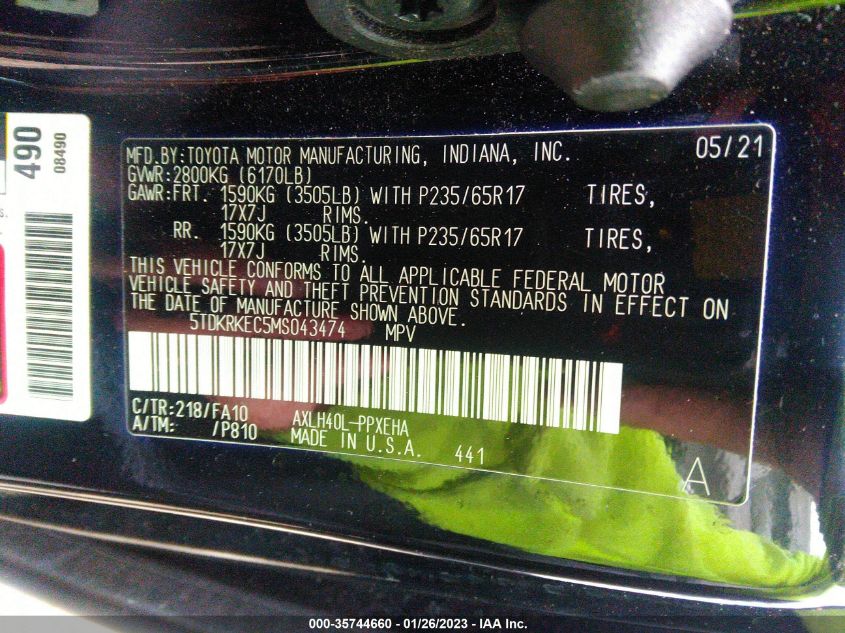 490
08490
s.
MFD.BY:TOYOTA MOTOR MANUFACTURING, INDIANA, INC. 05/21
GVWR:2800KG (6170LB)
GAWR:FRT. 1590KG (3505LB) WITH P235/65R17 TIRES,
17X7J RIMS.
RR. 1590KG (3505LB) WITH P235/65R17 TIRES,
17X7J RIMS.
THIS VEHICLE CONFORMS TO ALL APPLICABLE FEDERAL MOTOR
VEHICLE SAFETY AND THEFT PREVENTION STANDARDS IN EFFECT ON
THE DATE OF MANUFACTURE SHOWN ABOVE.
5TDKRKEC5MS043474 MPV
C/TR:218/FA10 AXLH40L-PPXEHA
A/TM: /P810 MADE IN U.S.A. 441
A
000-35744660 - 01/26/2023 - IAA Inc.